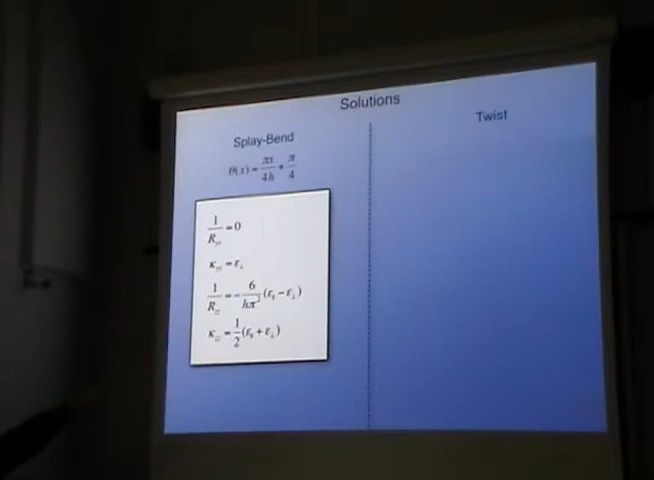 Solutions
Splay-Bend
Twist
θ(x) = πx/4h + π/4
1/R_yy = 0
κ_yy = ε_⊥
1/R_zz = -6/hπ² (ε_∥ - ε_⊥)
κ_zz = 1/2 (ε_∥ + ε_⊥)